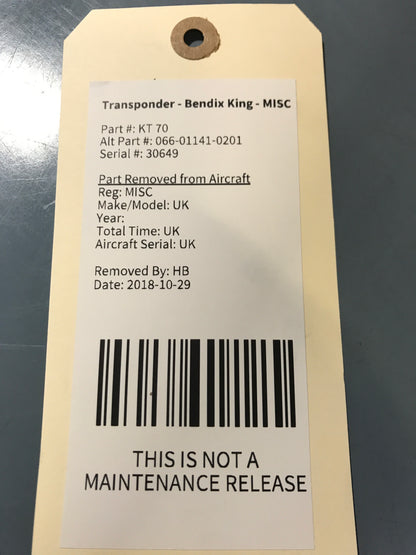 Transponder - Bendix King - MISC
Part #: KT 70
Alt Part #: 066-01141-0201
Serial #: 30649
Part Removed from Aircraft
Reg: MISC
Make/Model: UK
Year:
Total Time: UK
Aircraft Serial: UK
Removed By: HB
Date: 2018-10-29
THIS IS NOT A
MAINTENANCE RELEASE